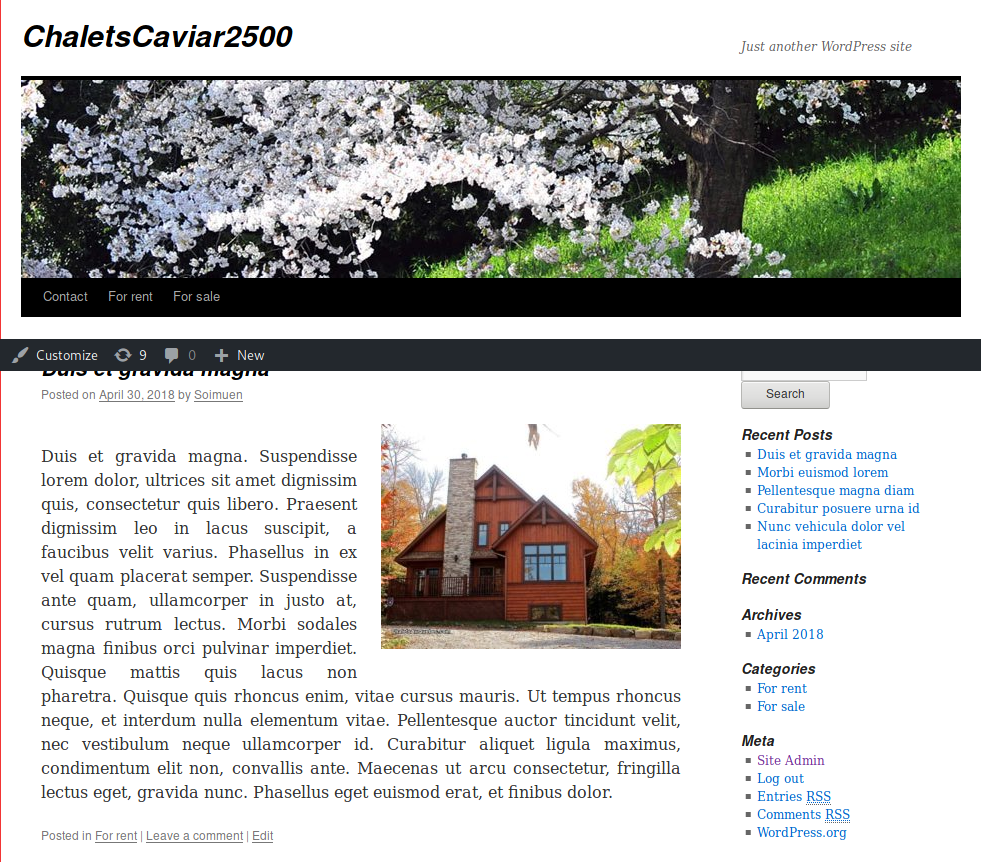 ChaletsCaviar2500
Just another WordPress site
Contact For rent For sale
Customize 9 0 New
Duis et gravida magna
Posted on April 30, 2018 by Soimuen
Duis et gravida magna. Suspendisse
lorem dolor, ultrices sit amet dignissim
quis, consectetur quis libero. Praesent
dignissim leo in lacus suscipit, a
faucibus velit varius. Phasellus in ex
vel quam placerat semper. Suspendisse
ante quam, ullamcorper in justo at,
cursus rutrum lectus. Morbi sodales
magna finibus orci pulvinar imperdiet.
Quisque mattis quis lacus non
pharetra. Quisque quis rhoncus enim, vitae cursus mauris. Ut tempus rhoncus
neque, et interdum nulla elementum vitae. Pellentesque auctor tincidunt velit,
nec vestibulum neque ullamcorper id. Curabitur aliquet ligula maximus,
condimentum elit non, convallis ante. Maecenas ut arcu consectetur, fringilla
lectus eget, gravida nunc. Phasellus eget euismod erat, et finibus dolor.
Posted in For rent | Leave a comment | Edit
Search
Recent Posts
Duis et gravida magna
Morbi euismod lorem
Pellentesque magna diam
Curabitur posuere urna id
Nunc vehicula dolor vel
lacinia imperdiet
Recent Comments
Archives
April 2018
Categories
For rent
For sale
Meta
Site Admin
Log out
Entries RSS
Comments RSS
WordPress.org